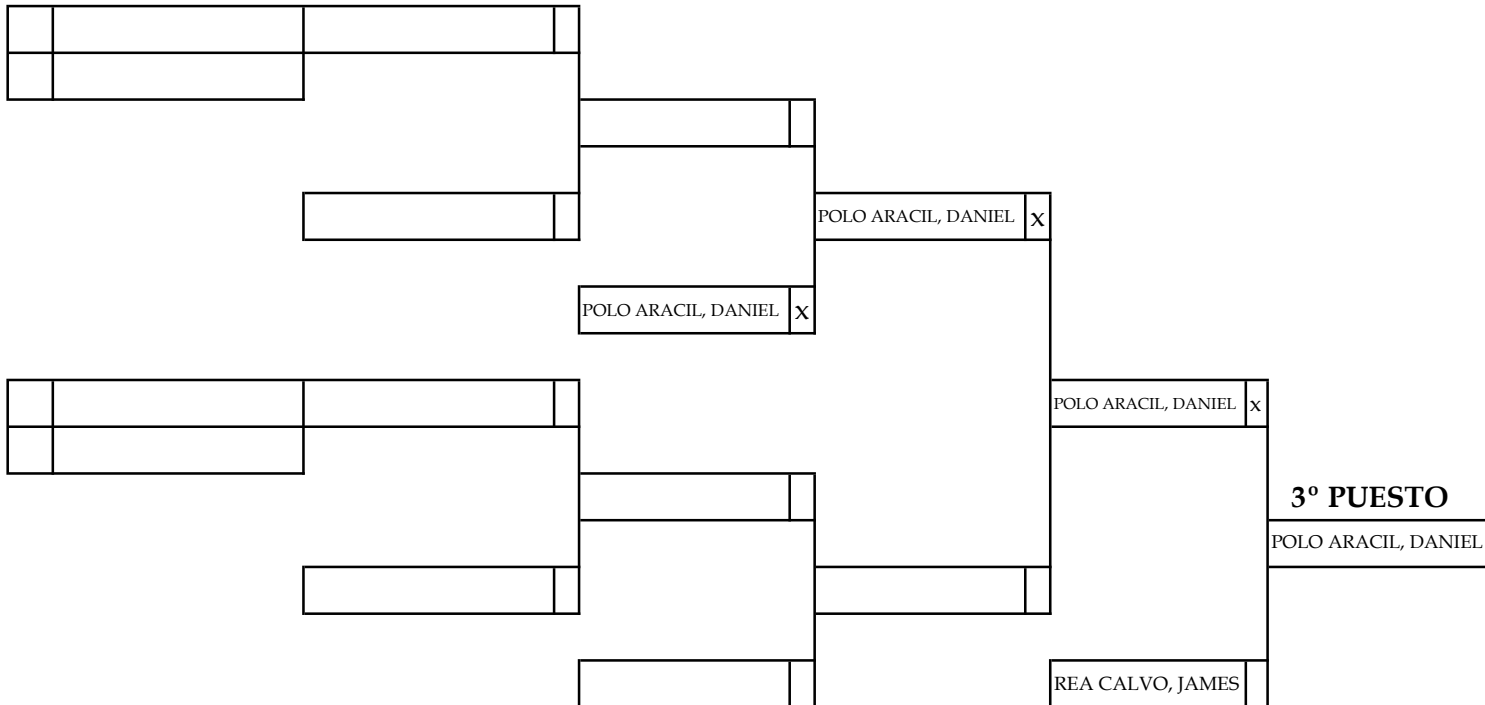 POLO ARACIL, DANIEL X
POLO ARACIL, DANIEL X
POLO ARACIL, DANIEL x
3º PUESTO
POLO ARACIL, DANIEL
REA CALVO, JAMES